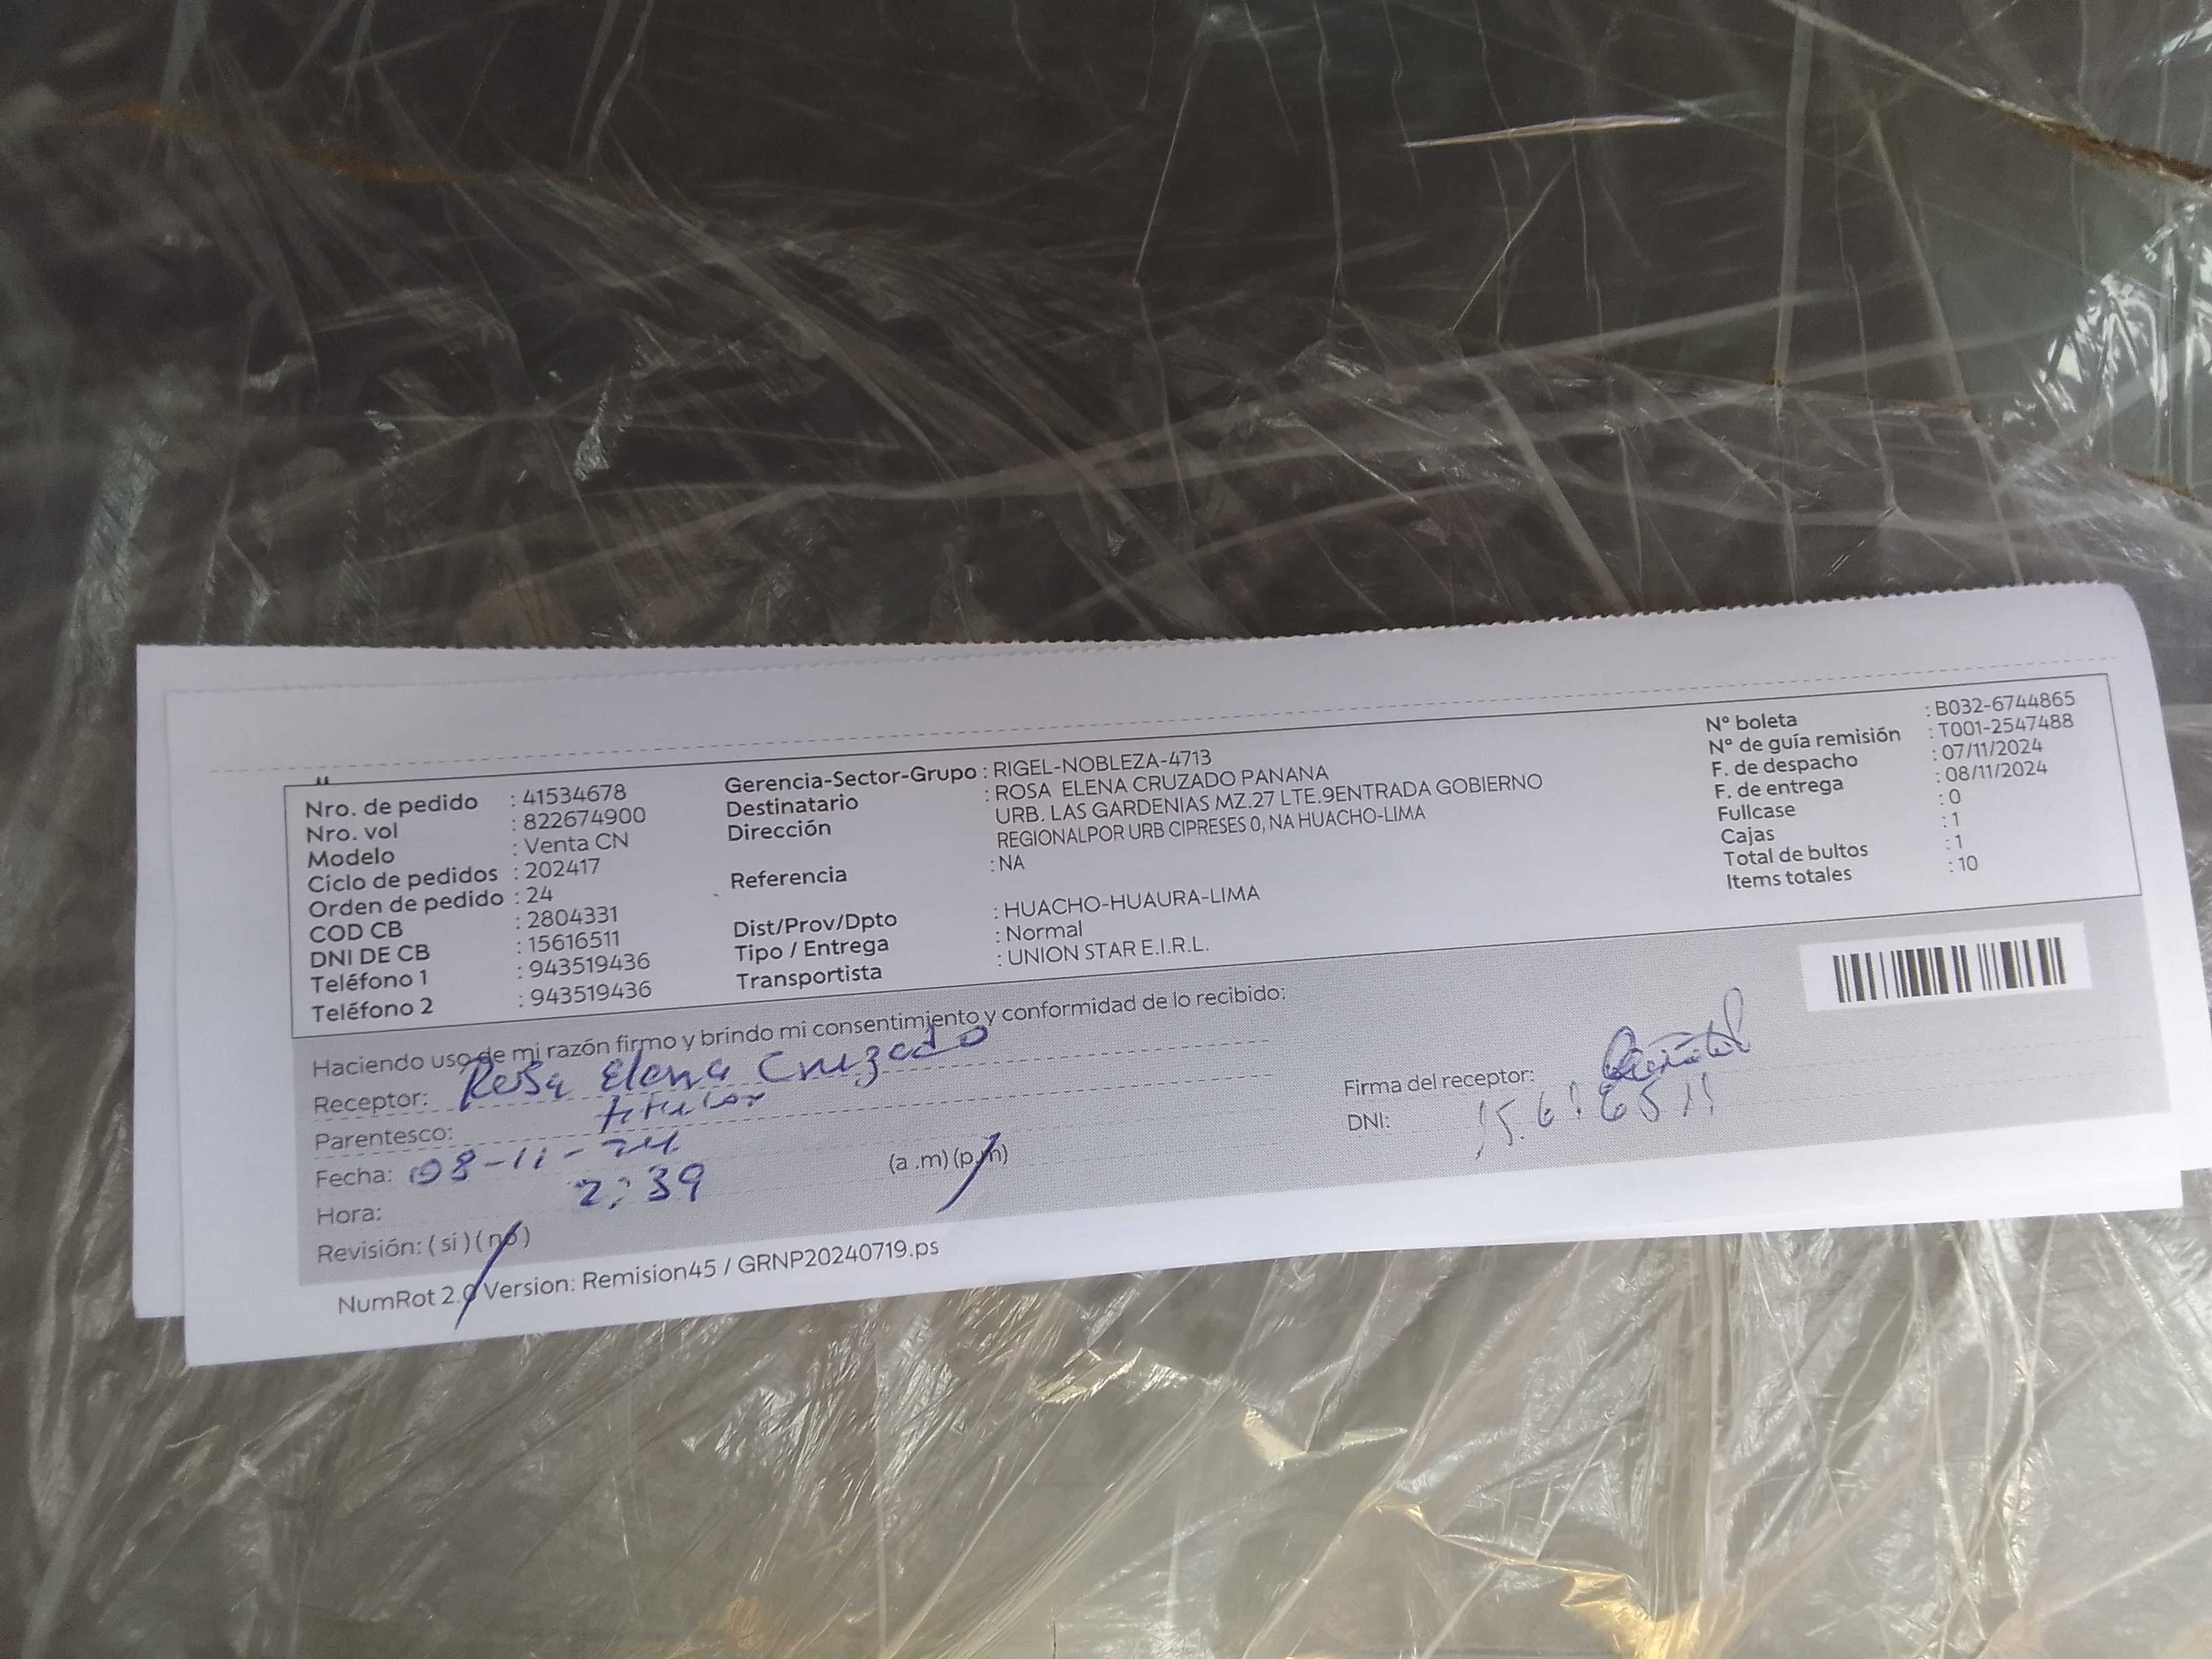 Nro. de pedido : 41534678
Nro. vol : 822674900
Modelo : Venta CN
Ciclo de pedidos : 202417
Orden de pedido : 24
COD CB : 2804331
DNI DE CB : 15616511
Teléfono 1 : 943519436
Teléfono 2 : 943519436
Gerencia-Sector-Grupo : RIGEL-NOBLEZA-4713
Destinatario : ROSA ELENA CRUZADO PANANA
Dirección URB. LAS GARDENIAS MZ.27 LTE.9ENTRADA GOBIERNO
REGIONALPOR URB CIPRESES 0, NA HUACHO-LIMA
Referencia : NA
Dist/Prov/Dpto : HUACHO-HUAURA-LIMA
Tipo / Entrega : Normal
Transportista : UNION STAR E.I.R.L.
N° boleta : B032-6744865
N° de guía remisión : T001-2547488
F. de despacho : 07/11/2024
F. de entrega : 08/11/2024
Fullcase : 0
Cajas : 1
Total de bultos : 1
Items totales : 10
Haciendo uso de mi razón firmo y brindo mi consentimiento y conformidad de lo recibido:
Receptor: Rosa Elena Cruzado
Parentesco: titular
Fecha: 08-11-24
Hora: 2:39 (a .m) (p.m)
Revisión: ( si ) ( no )
Firma del receptor:
DNI: 15616511
NumRot 2.0 Version: Remision45 / GRNP20240719.ps